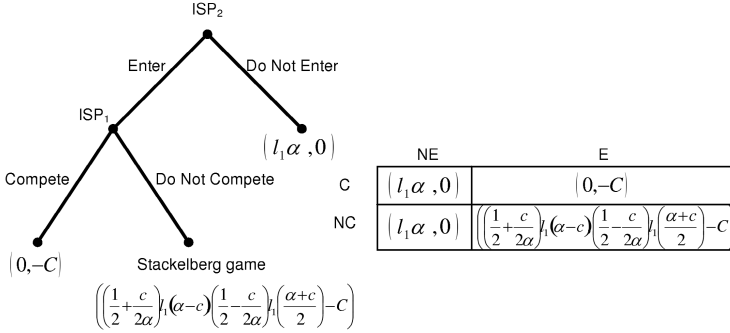 ISP₂
Enter
Do Not Enter
ISP₁
(l₁α ,0)
Compete
Do Not Compete
(0,−C)
Stackelberg game
(((1/2+c/2α)l₁(α−c)(1/2−c/2α)l₁(α+c/2)−C)
NE E
C (l₁α ,0) (0,−C)
NC (l₁α ,0) (((1/2+c/2α)l₁(α−c)(1/2−c/2α)l₁(α+c/2)−C